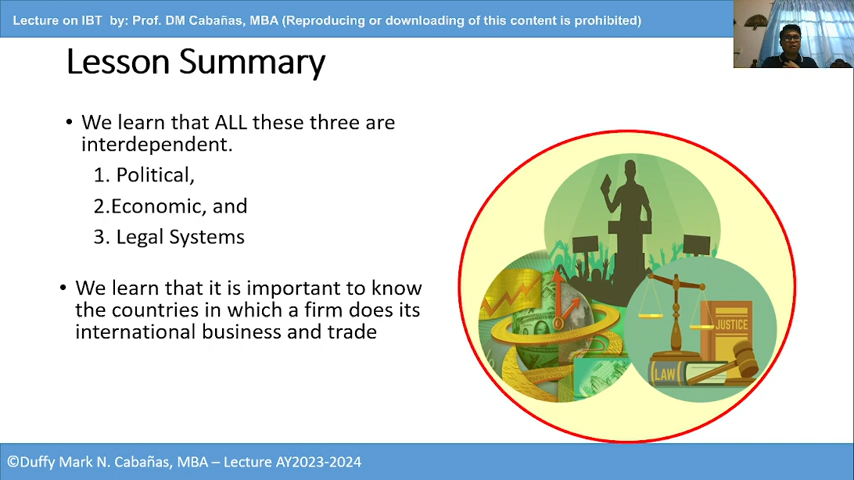 Lecture on IBT by: Prof. DM Cabañas, MBA (Reproducing or downloading of this content is prohibited)
Lesson Summary
• We learn that ALL these three are
interdependent.
1. Political,
2.Economic, and
3. Legal Systems
• We learn that it is important to know
the countries in which a firm does its
international business and trade
JUSTICE
LAW
©Duffy Mark N. Cabañas, MBA – Lecture AY2023-2024